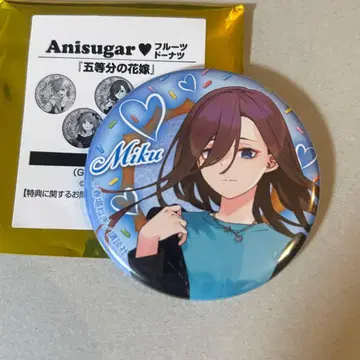 Anisugar♥フルーツドーナツ
『五等分の花嫁』
(G
©
【特典に関するお問
Miku